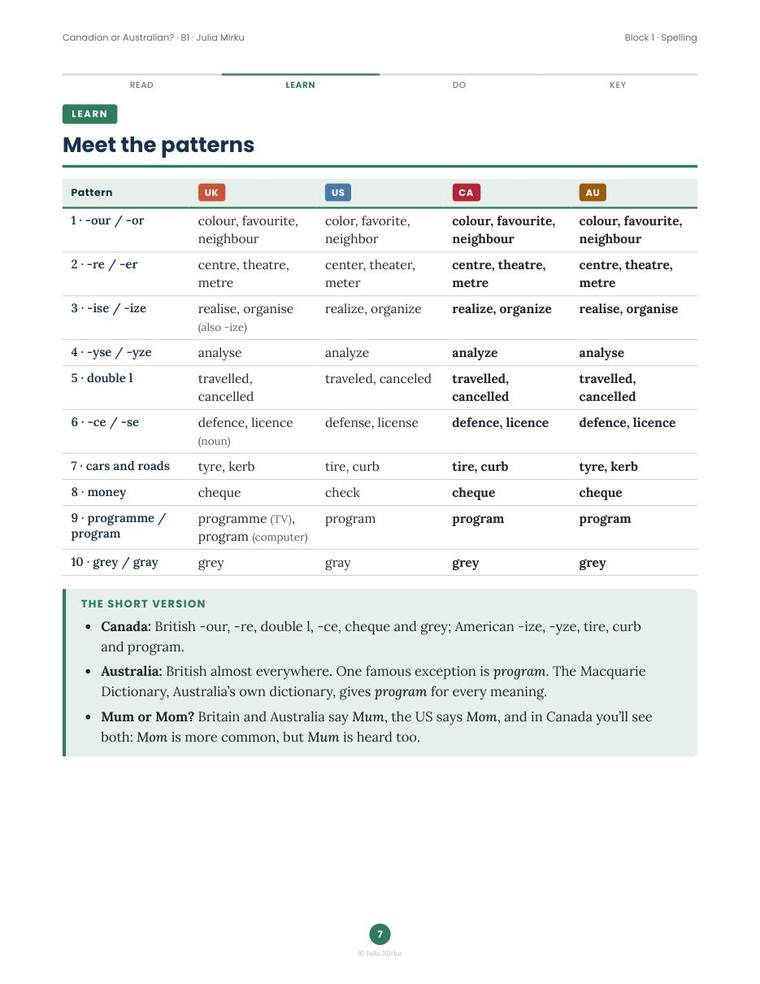 Canadian or Australian? · B1 · Julia Mirku
Block 1 · Spelling
READ LEARN DO KEY
LEARN
Meet the patterns
Pattern UK US CA AU
1 · -our / -or colour, favourite, color, favorite, colour, favourite, colour, favourite,
neighbour neighbor neighbour neighbour
2 · -re / -er centre, theatre, center, theater, centre, theatre, centre, theatre,
metre meter metre metre
3 · -ise / -ize realise, organise realize, organize realize, organize realise, organise
(also -ize)
4 · -yse / -yze analyse analyze analyze analyse
5 · double l travelled, traveled, canceled travelled, travelled,
cancelled cancelled cancelled
6 · -ce / -se defence, licence defense, license defence, licence defence, licence
(noun)
7 · cars and roads tyre, kerb tire, curb tire, curb tyre, kerb
8 · money cheque check cheque cheque
9 · programme / programme (TV), program program program
program program (computer)
10 · grey / gray grey gray grey grey
THE SHORT VERSION
• Canada: British -our, -re, double l, -ce, cheque and grey; American -ize, -yze, tire, curb
and program.
• Australia: British almost everywhere. One famous exception is program. The Macquarie
Dictionary, Australia's own dictionary, gives program for every meaning.
• Mum or Mom? Britain and Australia say Mum, the US says Mom, and in Canada you'll see
both: Mom is more common, but Mum is heard too.
7
© Julia Mirku